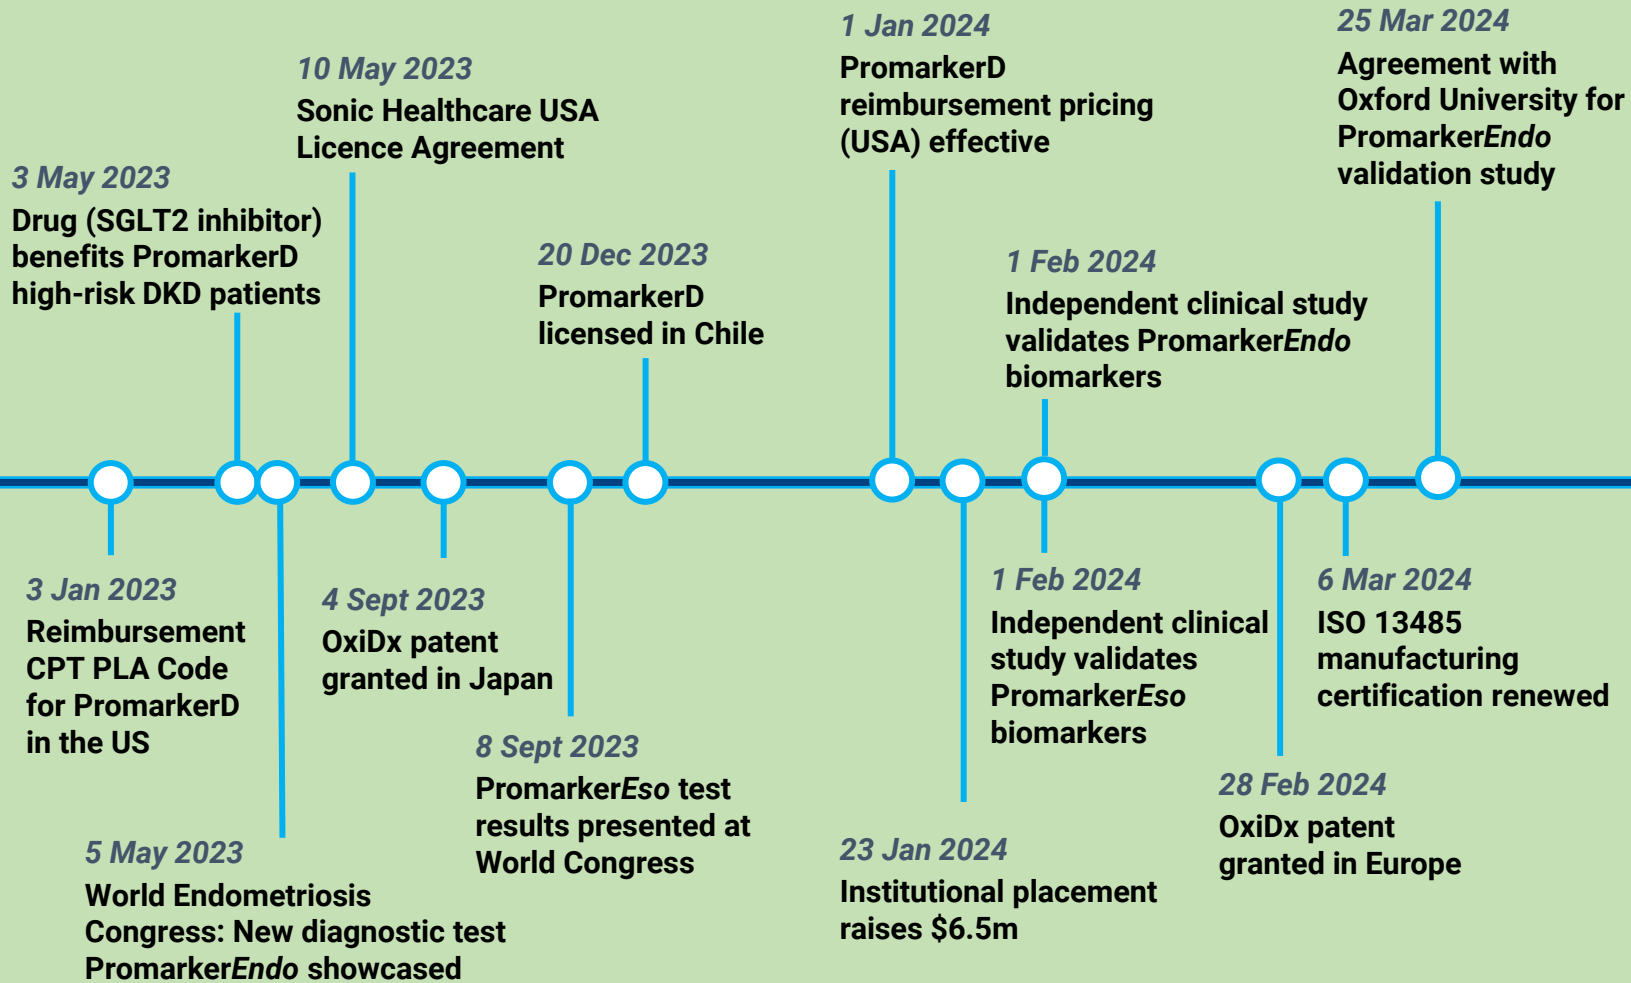 3 Jan 2023
Reimbursement
CPT PLA Code
for PromarkerD
in the US
3 May 2023
Drug (SGLT2 inhibitor)
benefits PromarkerD
high-risk DKD patients
5 May 2023
World Endometriosis
Congress: New diagnostic test
PromarkerEndo showcased
10 May 2023
Sonic Healthcare USA
Licence Agreement
4 Sept 2023
OxiDx patent
granted in Japan
8 Sept 2023
PromarkerEso test
results presented at
World Congress
20 Dec 2023
PromarkerD
licensed in Chile
1 Jan 2024
PromarkerD
reimbursement pricing
(USA) effective
23 Jan 2024
Institutional placement
raises $6.5m
1 Feb 2024
Independent clinical study
validates PromarkerEndo
biomarkers
1 Feb 2024
Independent clinical
study validates
PromarkerEso
biomarkers
28 Feb 2024
OxiDx patent
granted in Europe
6 Mar 2024
ISO 13485
manufacturing
certification renewed
25 Mar 2024
Agreement with
Oxford University for
PromarkerEndo
validation study